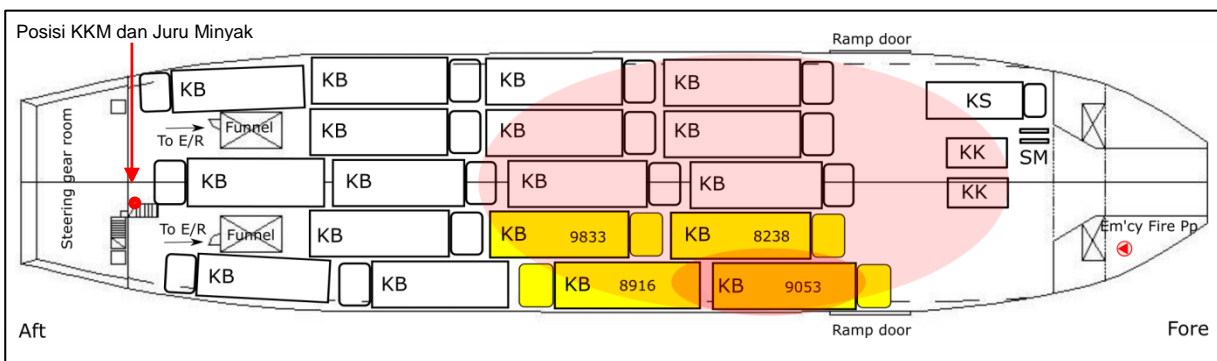 Posisi KKM dan Juru Minyak
Ramp door
KB
KB
KB
KB
KS
Funnel
To E/R
KB
KB
KB
KK
SM
Steering gear room
KB
KB
KB
KB
KK
To E/R
Funnel
KB
KB 9833
KB 8238
Em'cy Fire Pp
KB
KB
KB 8916
KB 9053
Aft
Ramp door
Fore